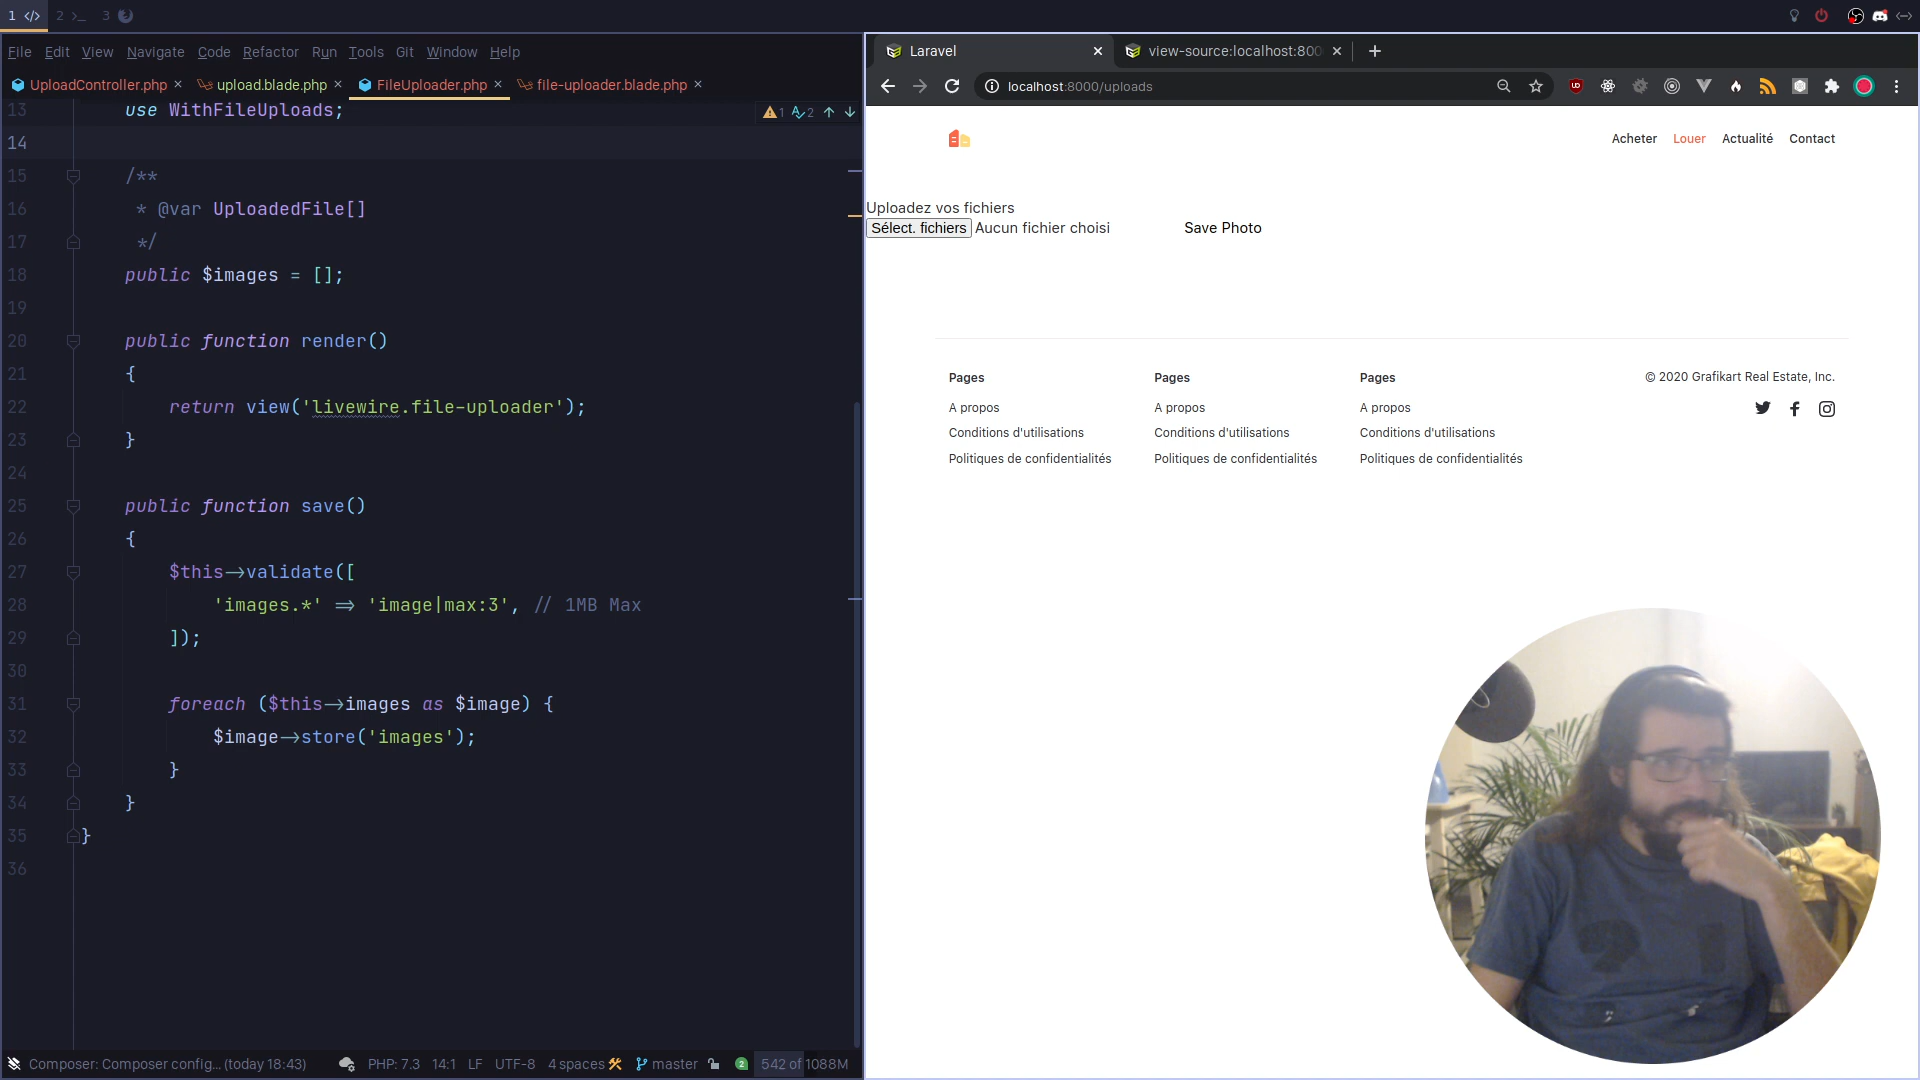 1 </> 2 >_ 3
File Edit View Navigate Code Refactor Run Tools Git Window Help
UploadController.php × upload.blade.php × FileUploader.php × file-uploader.blade.php ×
13 use WithFileUploads;
1 2
14
15 /**
16 * @var UploadedFile[]
17 */
18 public $images = [];
19
20 public function render()
21 {
22 return view('livewire.file-uploader');
23 }
24
25 public function save()
26 {
27 $this->validate([
28 'images.*' => 'image|max:3', // 1MB Max
29 ]);
30
31 foreach ($this->images as $image) {
32 $image->store('images');
33 }
34 }
35 }
36
Composer: Composer config... (today 18:43) PHP: 7.3 14:1 LF UTF-8 4 spaces master 2 542 of 1088M
Laravel × view-source:localhost:800 × +
localhost:8000/uploads
Acheter Louer Actualité Contact
Uploadez vos fichiers
Sélect. fichiers Aucun fichier choisi Save Photo
Pages Pages Pages © 2020 Grafikart Real Estate, Inc.
A propos A propos A propos
Conditions d'utilisations Conditions d'utilisations Conditions d'utilisations
Politiques de confidentialités Politiques de confidentialités Politiques de confidentialités